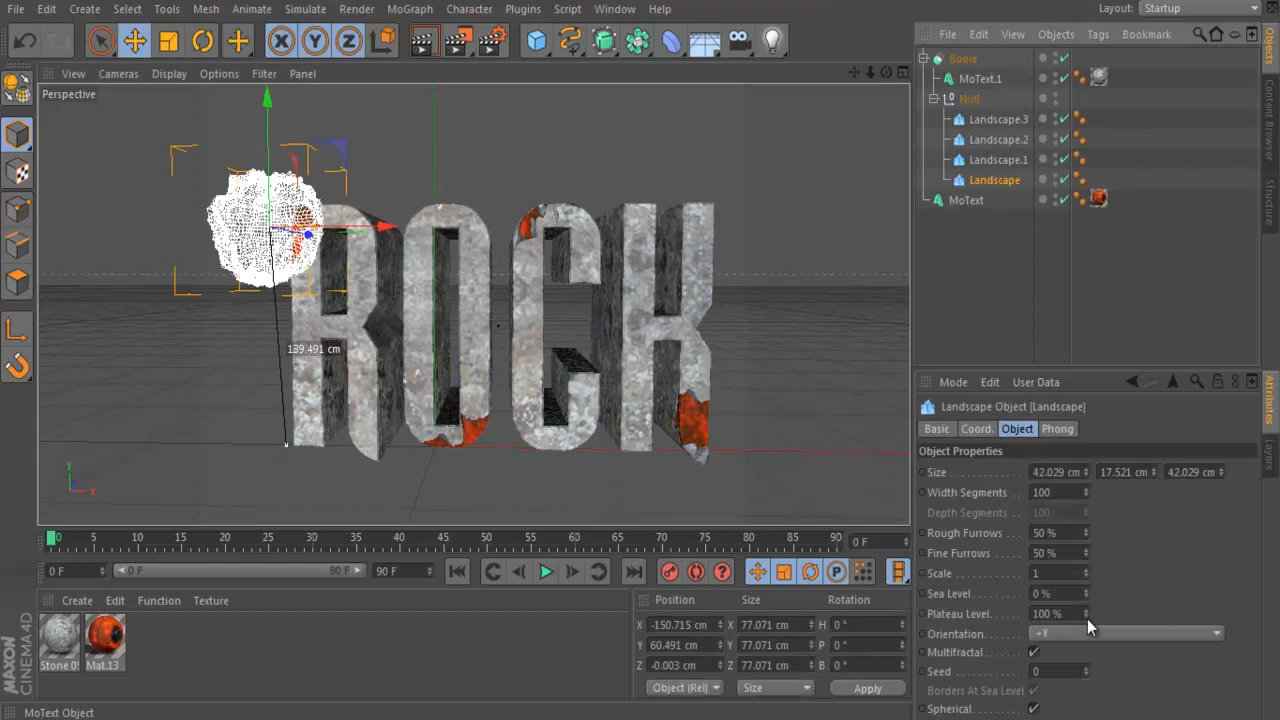 File Edit Create Select Tools Mesh Animate Simulate Render MoGraph Character Plugins Script Window Help Layout: Startup
File Edit View Objects Tags Bookmark
View Cameras Display Options Filter Panel
Perspective
Boole
MoText.1
Null
Landscape.3
Landscape.2
Landscape.1
Landscape
MoText
Objects
Content Browser
Structure
139.491 cm
ROCK
Y
X
Mode Edit User Data
Landscape Object [Landscape]
Basic Coord. Object Phong
Object Properties
Size 42.029 cm 17.521 cm 42.029 cm
Width Segments 100
Depth Segments 100
Rough Furrows 50 %
Fine Furrows 50 %
Scale 1
Sea Level 0 %
Plateau Level 100 %
Orientation +Y
Multifractal
Seed 0
Borders At Sea Level
Spherical
Attributes
Layers
0 5 10 15 20 25 30 35 40 45 50 55 60 65 70 75 80 85 90 0 F
0 F 0 F 90 F 90 F
Create Edit Function Texture
Stone 0
Mat.13
Position Size Rotation
X -150.715 cm X 77.071 cm H 0 °
Y 60.491 cm Y 77.071 cm P 0 °
Z -0.003 cm Z 77.071 cm B 0 °
Object (Rel) Size Apply
MAXON
CINEMA 4D
MoText Object